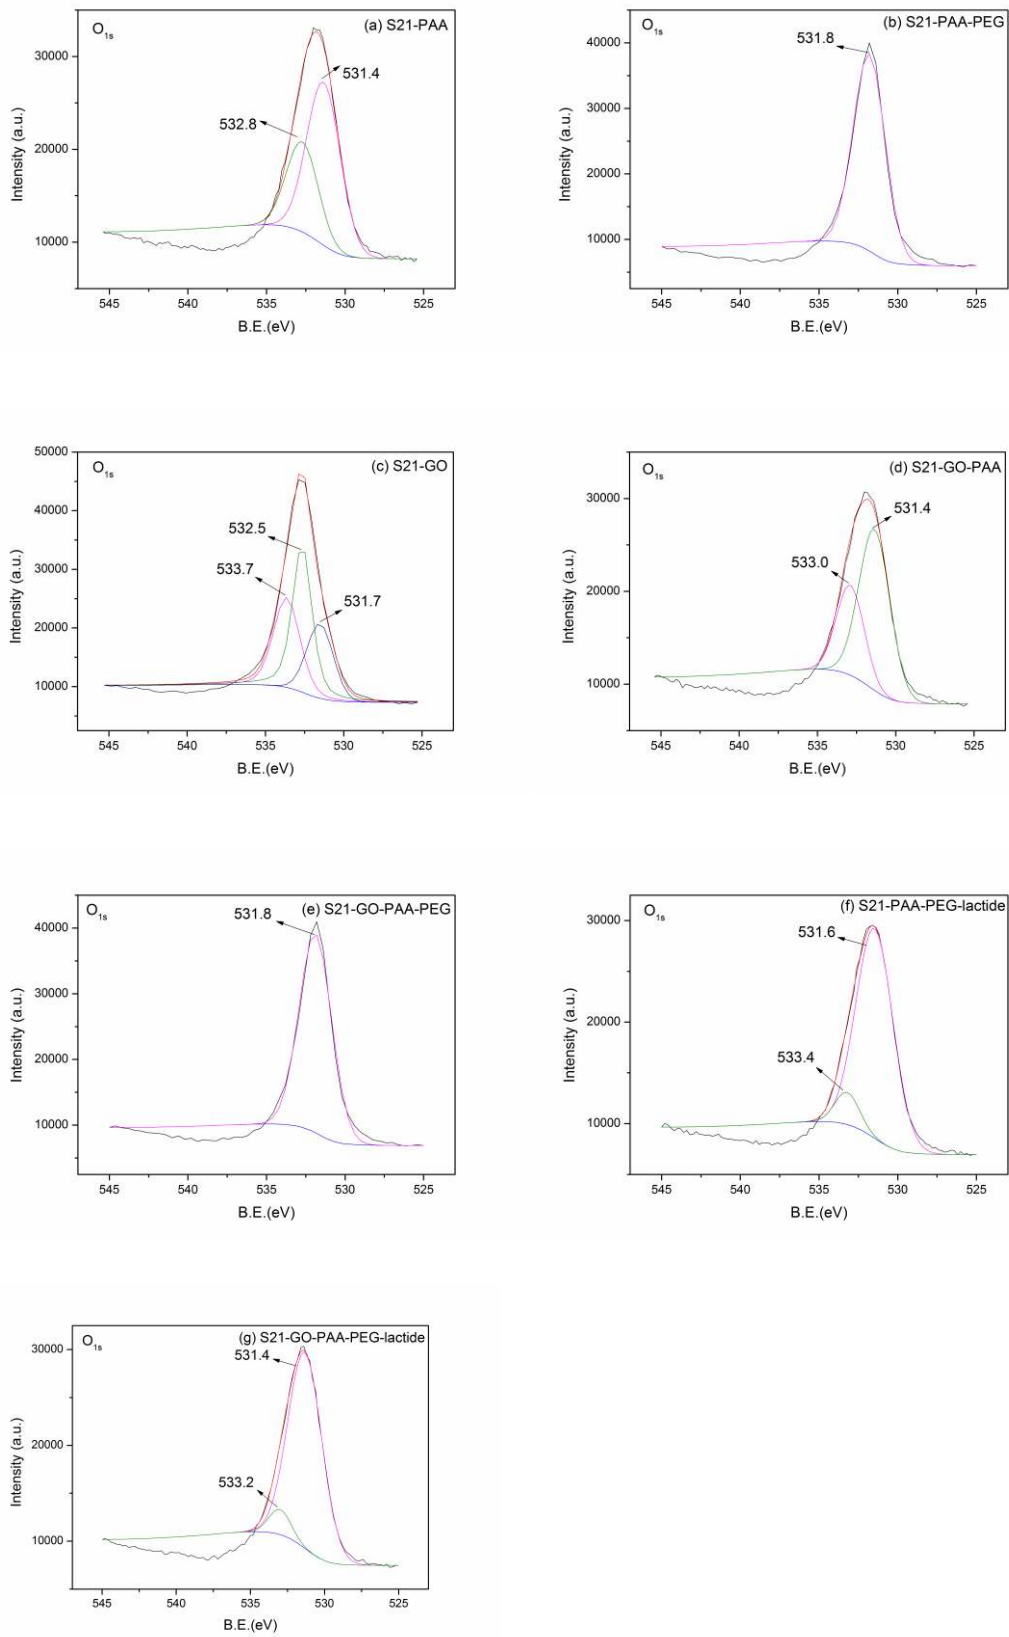 O1s
(a) S21-PAA
531.4
532.8
30000
20000
10000
Intensity (a.u.)
545 540 535 530 525
B.E.(eV)
(b) S21-PAA-PEG
531.8
40000
30000
20000
10000
Intensity (a.u.)
545 540 535 530 525
B.E.(eV)
O1s
(c) S21-GO
532.5
533.7
531.7
50000
40000
30000
20000
10000
Intensity (a.u.)
545 540 535 530 525
B.E.(eV)
O1s
(d) S21-GO-PAA
531.4
533.0
30000
20000
10000
Intensity (a.u.)
545 540 535 530 525
B.E.(eV)
O1s
(e) S21-GO-PAA-PEG
531.8
40000
30000
20000
10000
Intensity (a.u.)
545 540 535 530 525
B.E.(eV)
O1s
(f) S21-PAA-PEG-lactide
531.6
533.4
30000
20000
10000
Intensity (a.u.)
545 540 535 530 525
B.E.(eV)
O1s
(g) S21-GO-PAA-PEG-lactide
531.4
533.2
30000
20000
10000
Intensity (a.u.)
545 540 535 530 525
B.E.(eV)